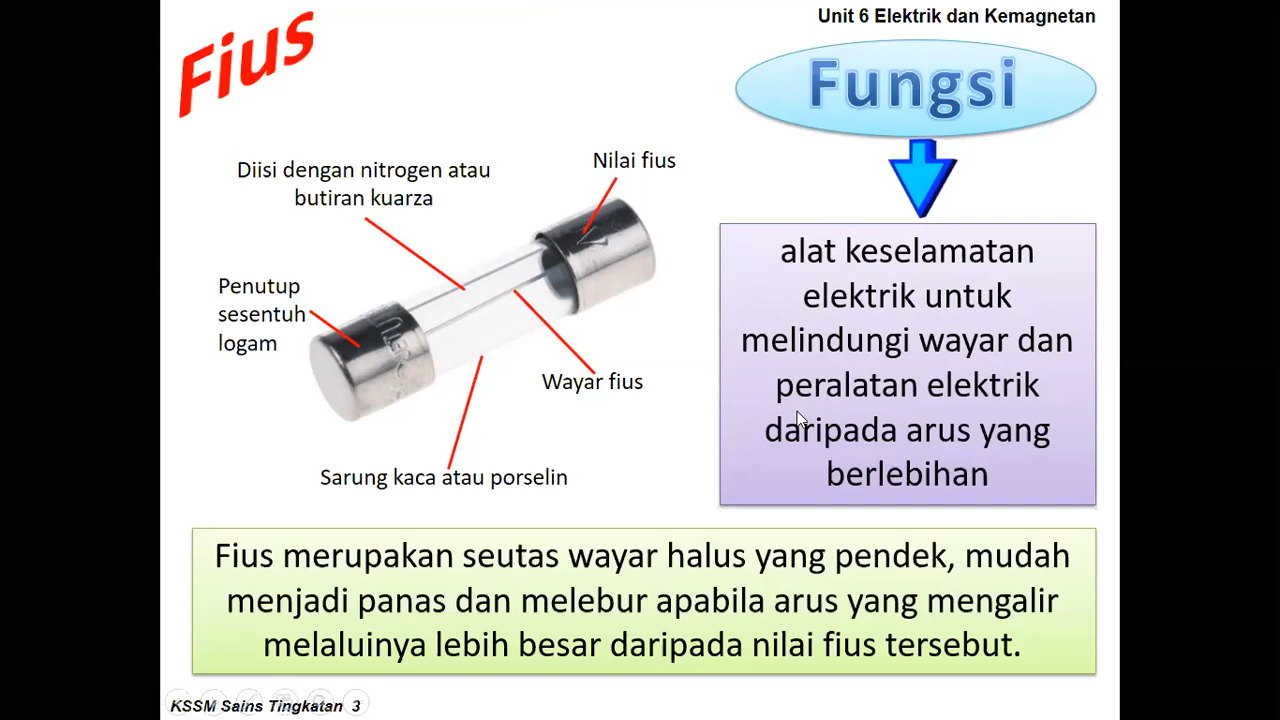 Unit 6 Elektrik dan Kemagnetan
Fius
Fungsi
Diisi dengan nitrogen atau
butiran kuarza
Nilai fius
Penutup
sesentuh
logam
Wayar fius
Sarung kaca atau porselin
alat keselamatan
elektrik untuk
melindungi wayar dan
peralatan elektrik
daripada arus yang
berlebihan
Fius merupakan seutas wayar halus yang pendek, mudah
menjadi panas dan melebur apabila arus yang mengalir
melaluinya lebih besar daripada nilai fius tersebut.
KSSM Sains Tingkatan 3